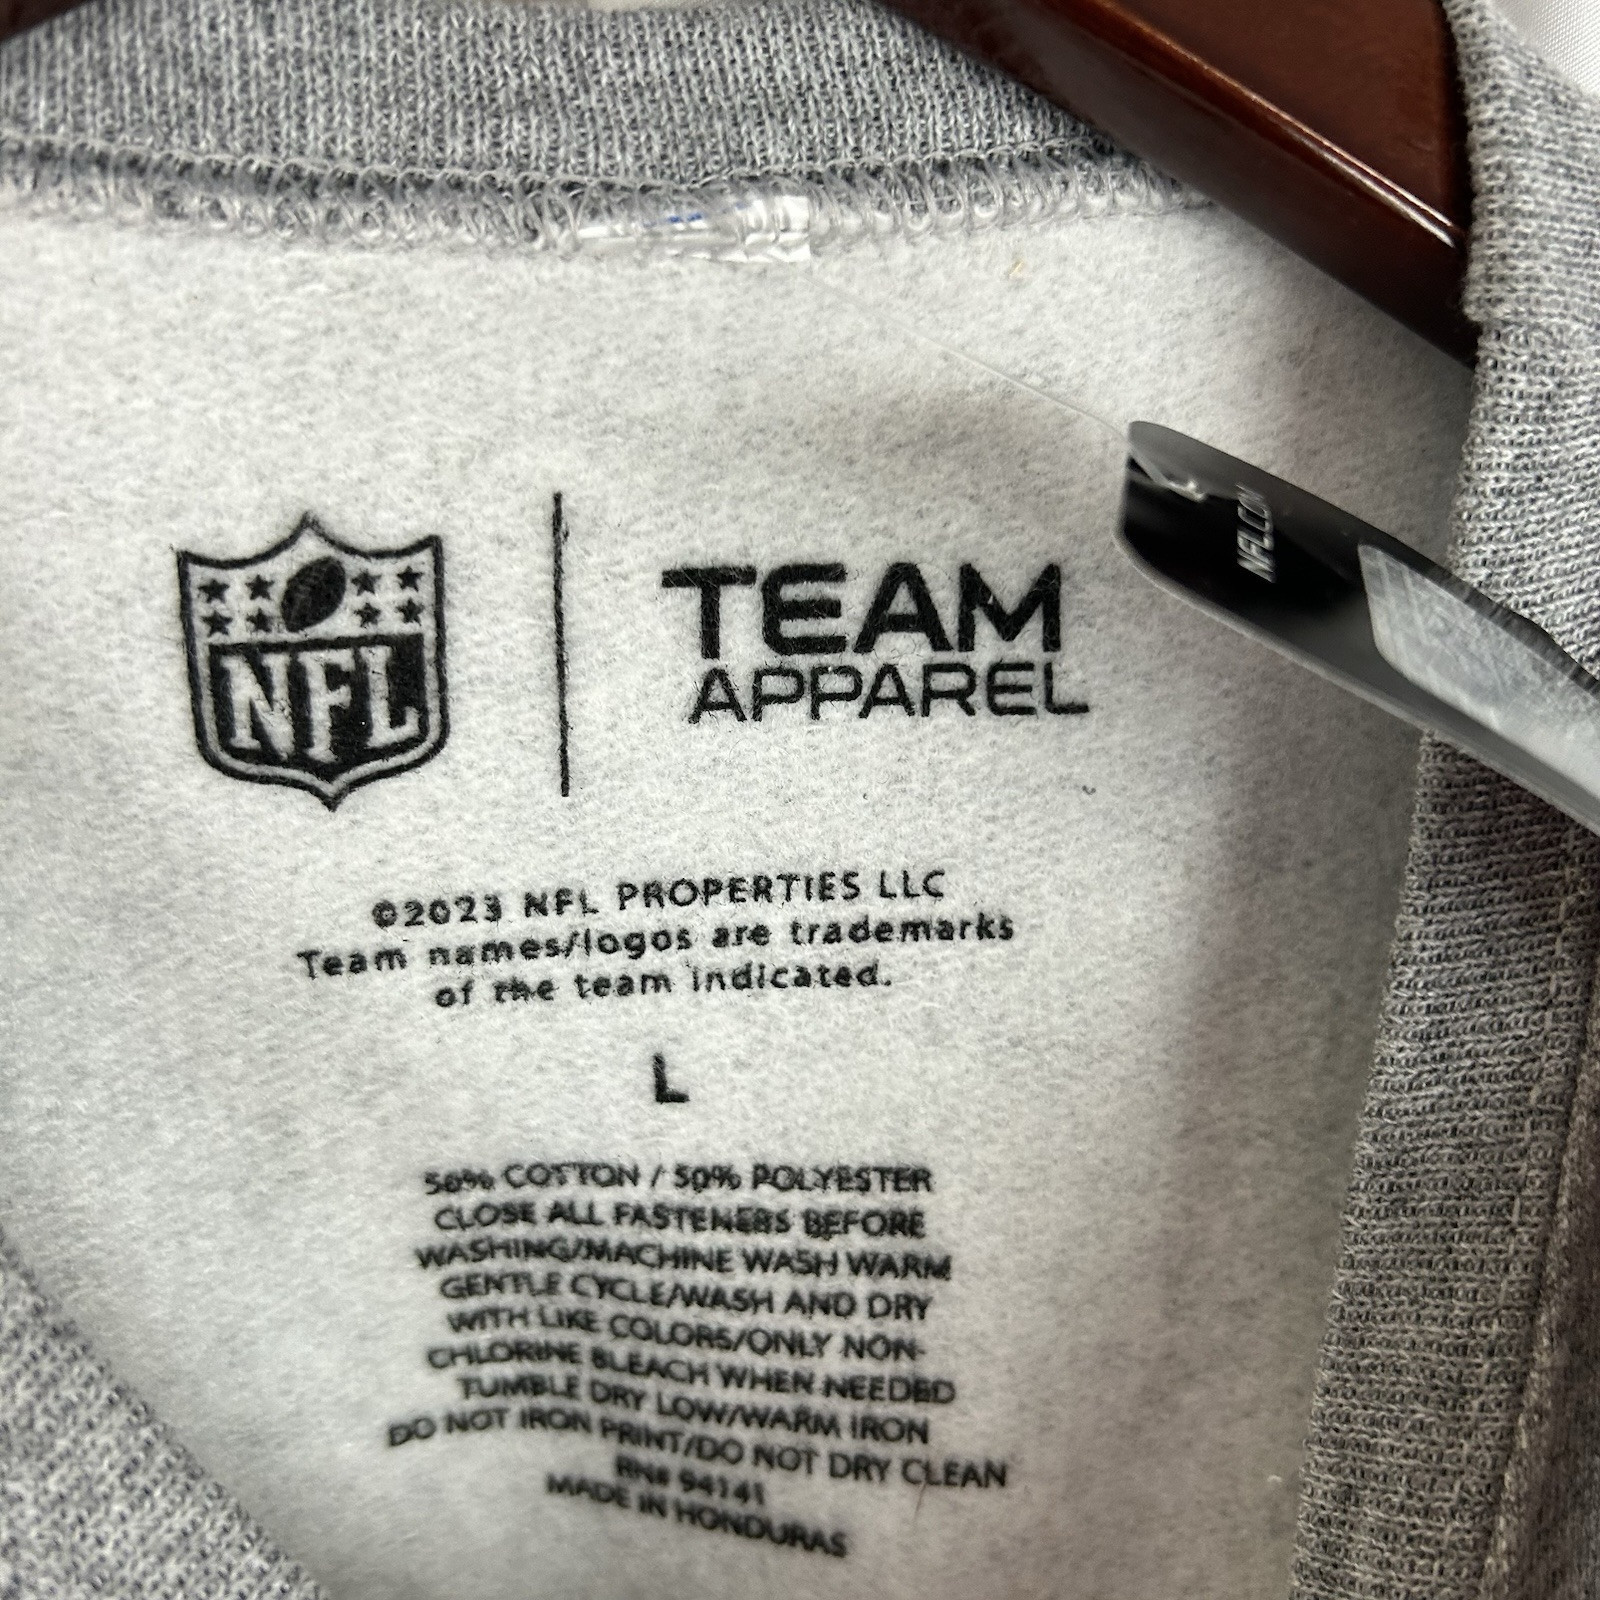 NFL
TEAM
APPAREL
NFL.COM
©2023 NFL PROPERTIES LLC
Team names/logos are trademarks
of the team indicated.
L
50% COTTON / 50% POLYESTER
CLOSE ALL FASTENERS BEFORE
WASHING/MACHINE WASH WARM
GENTLE CYCLE/WASH AND DRY
WITH LIKE COLORS/ONLY NON-
CHLORINE BLEACH WHEN NEEDED
TUMBLE DRY LOW/WARM IRON
DO NOT IRON PRINT/DO NOT DRY CLEAN
RN# 94141
MADE IN HONDURAS